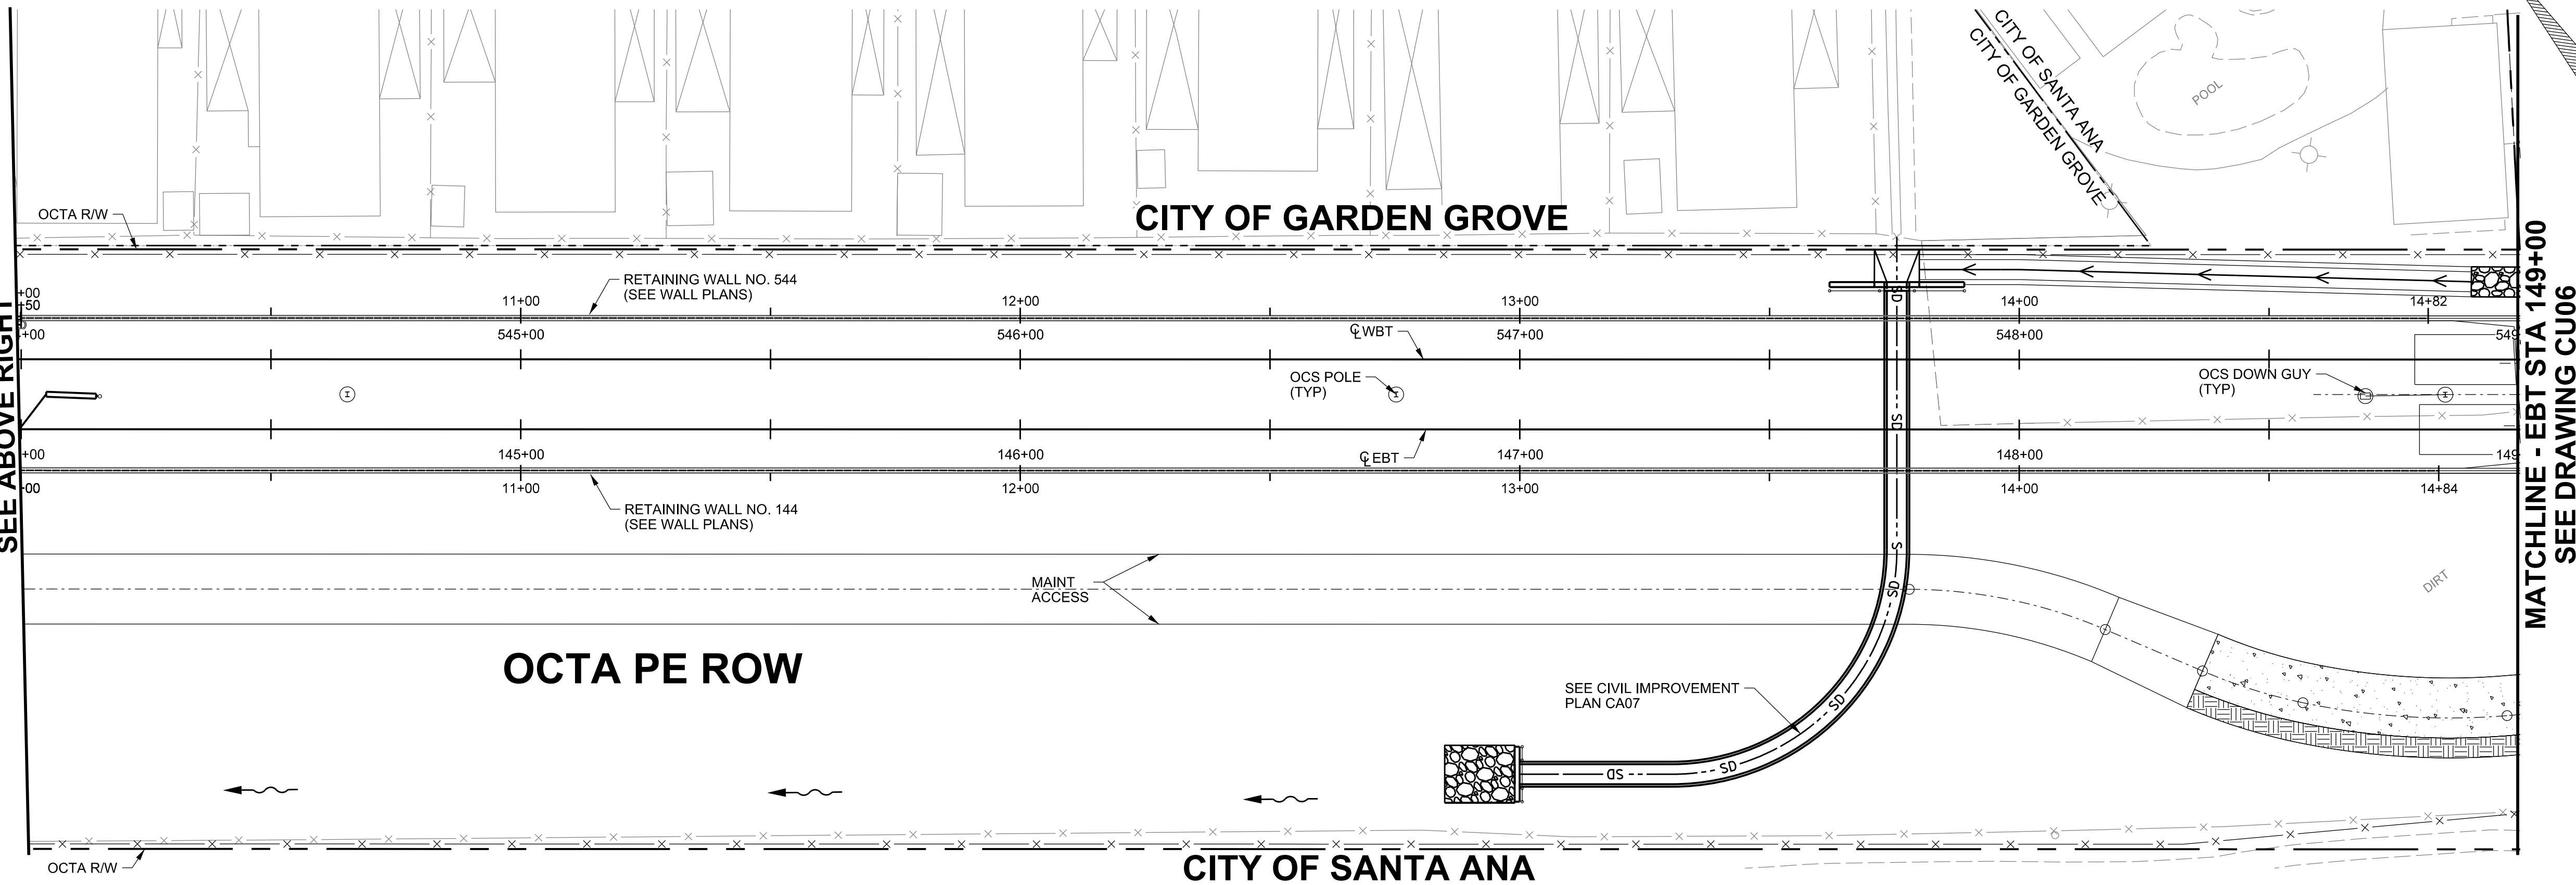 CITY OF SANTA ANA
CITY OF GARDEN GROVE
POOL
OCTA R/W
CITY OF GARDEN GROVE
RETAINING WALL NO. 544
(SEE WALL PLANS)
+00
+50
11+00
12+00
13+00
14+00
14+82
+00
545+00
546+00
547+00
548+00
549
SD
℄ WBT
OCS POLE
(TYP)
OCS DOWN GUY
(TYP)
SD
℄ EBT
+00
145+00
146+00
147+00
148+00
149
-00
11+00
12+00
13+00
14+00
14+84
RETAINING WALL NO. 144
(SEE WALL PLANS)
S
MAINT
ACCESS
SD
DIRT
OCTA PE ROW
SEE CIVIL IMPROVEMENT
PLAN CA07
SD
SD
SD
OCTA R/W
CITY OF SANTA ANA
SEE ABOVE RIGHT
MATCHLINE - EBT STA 149+00
SEE DRAWING CU06